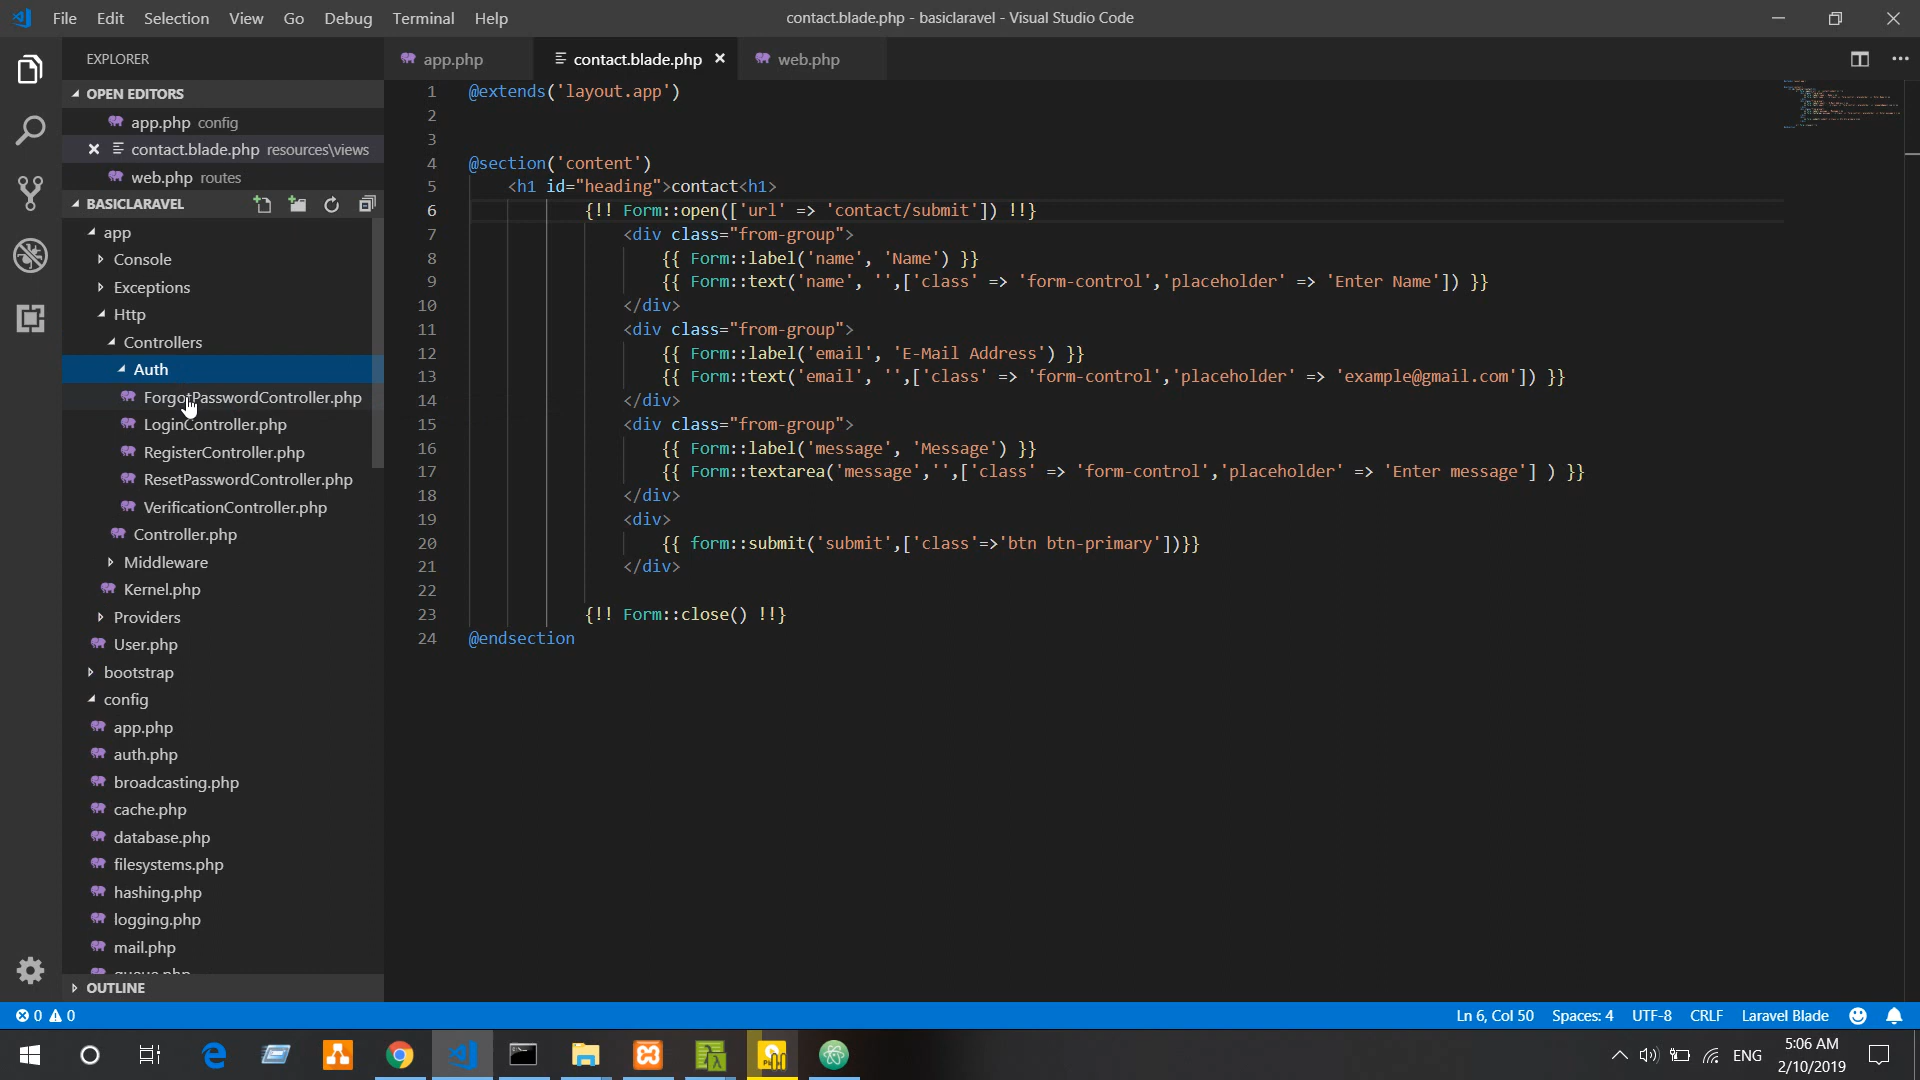 File Edit Selection View Go Debug Terminal Help
contact.blade.php - basiclaravel - Visual Studio Code
EXPLORER
OPEN EDITORS
app.php config
contact.blade.php resources\views
web.php routes
BASICLARAVEL
app
Console
Exceptions
Http
Controllers
Auth
ForgotPasswordController.php
LoginController.php
RegisterController.php
ResetPasswordController.php
VerificationController.php
Controller.php
Middleware
Kernel.php
Providers
User.php
bootstrap
config
app.php
auth.php
broadcasting.php
cache.php
database.php
filesystems.php
hashing.php
logging.php
mail.php
queue.php
OUTLINE
app.php contact.blade.php web.php
1 @extends('layout.app')
2
3
4 @section('content')
5 <h1 id="heading">contact<h1>
6 {!! Form::open(['url' => 'contact/submit']) !!}
7 <div class="from-group">
8 {{ Form::label('name', 'Name') }}
9 {{ Form::text('name', '',['class' => 'form-control','placeholder' => 'Enter Name']) }}
10 </div>
11 <div class="from-group">
12 {{ Form::label('email', 'E-Mail Address') }}
13 {{ Form::text('email', '',['class' => 'form-control','placeholder' => 'example@gmail.com']) }}
14 </div>
15 <div class="from-group">
16 {{ Form::label('message', 'Message') }}
17 {{ Form::textarea('message','',['class' => 'form-control','placeholder' => 'Enter message'] ) }}
18 </div>
19 <div>
20 {{ form::submit('submit',['class'=>'btn btn-primary'])}}
21 </div>
22
23 {!! Form::close() !!}
24 @endsection
0 0
Ln 6, Col 50 Spaces: 4 UTF-8 CRLF Laravel Blade
ENG
5:06 AM
2/10/2019